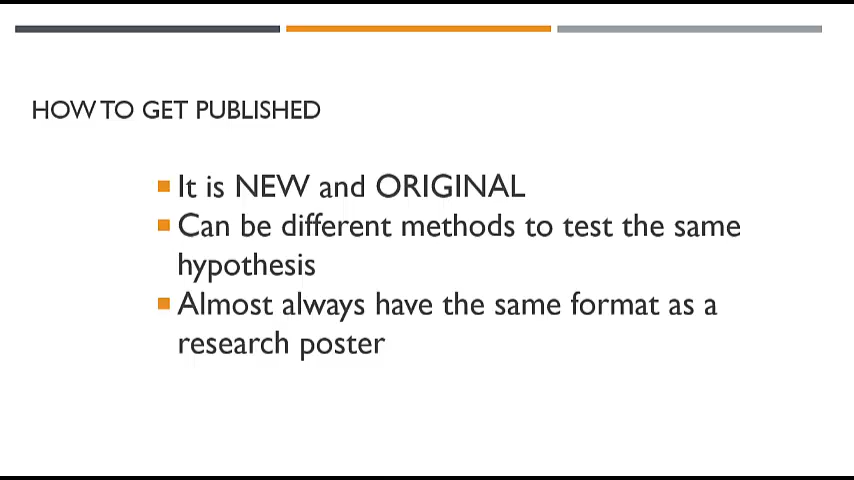 HOW TO GET PUBLISHED
It is NEW and ORIGINAL
Can be different methods to test the same
hypothesis
Almost always have the same format as a
research poster